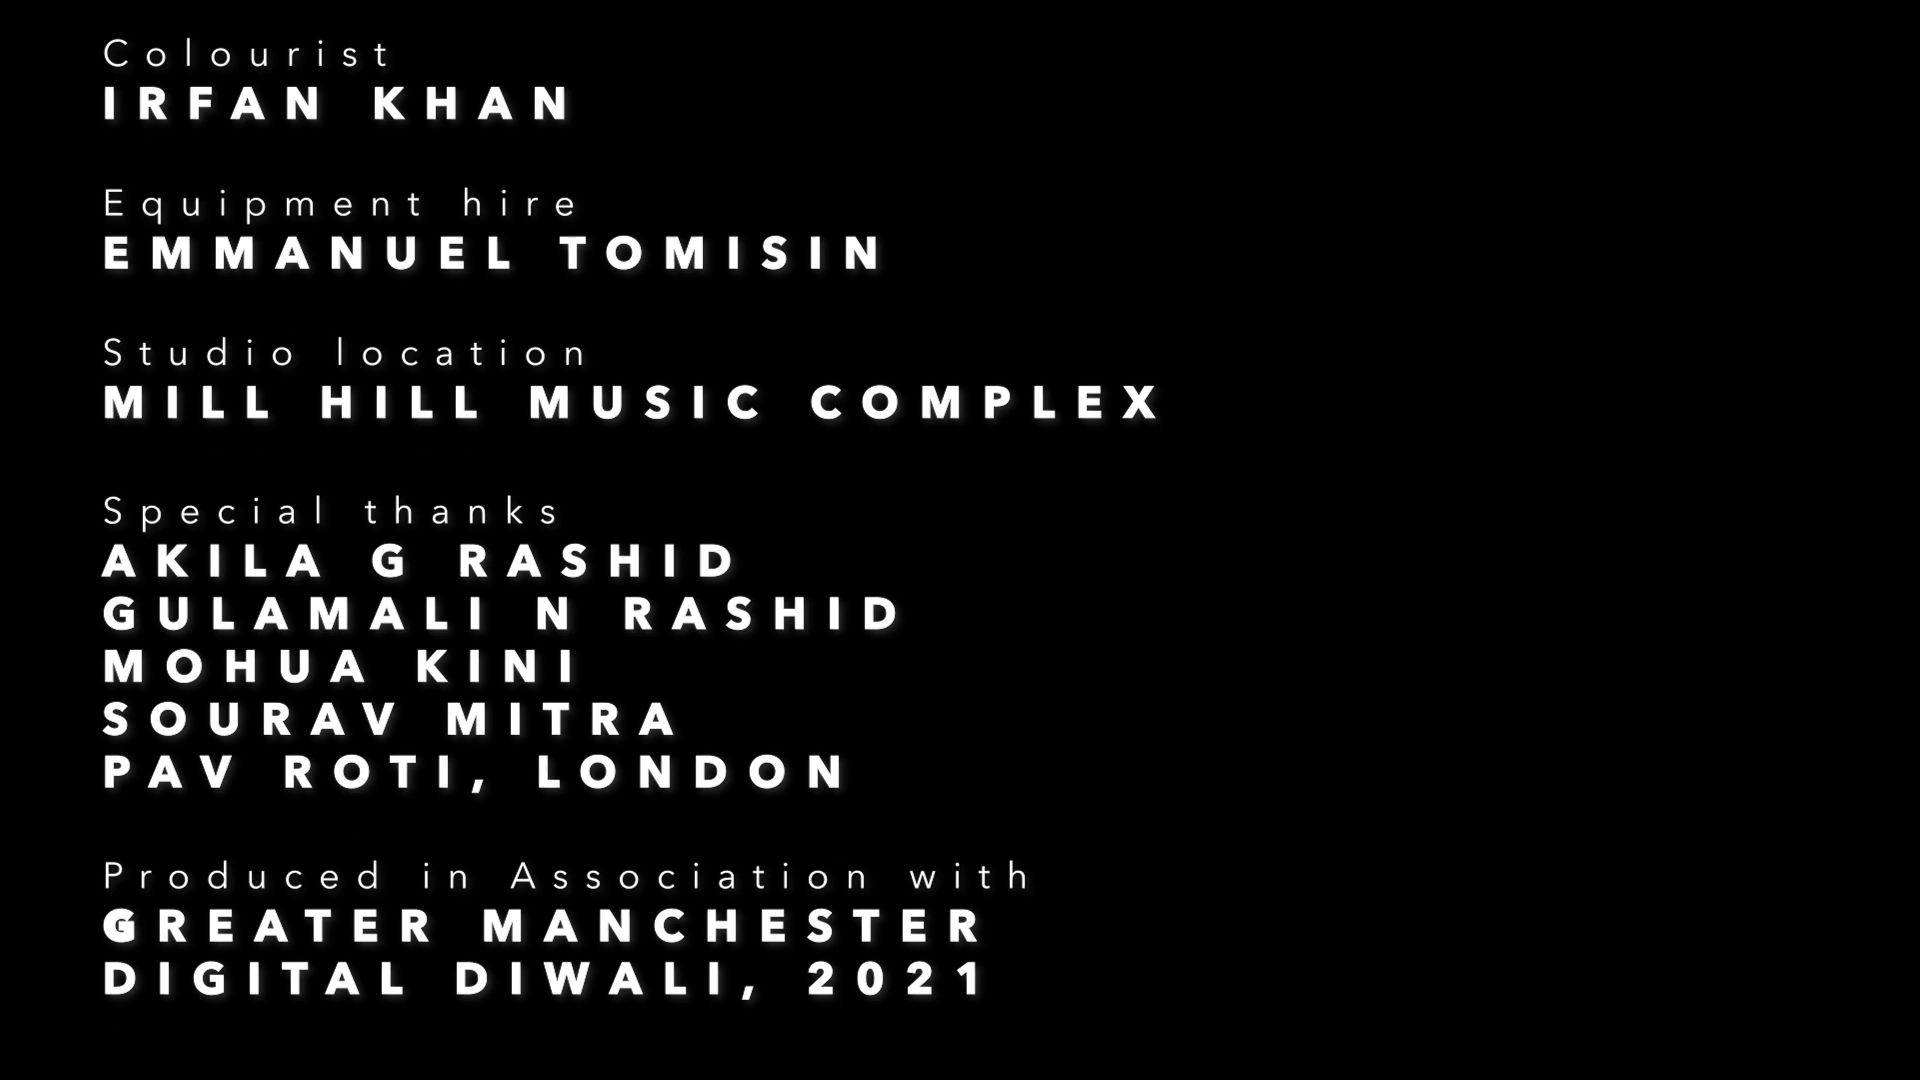 Colourist
IRFAN KHAN
Equipment hire
EMMANUEL TOMISIN
Studio location
MILL HILL MUSIC COMPLEX
Special thanks
AKILA G RASHID
GULAMALI N RASHID
MOHUA KINI
SOURAV MITRA
PAV ROTI, LONDON
Produced in Association with
GREATER MANCHESTER
DIGITAL DIWALI, 2021